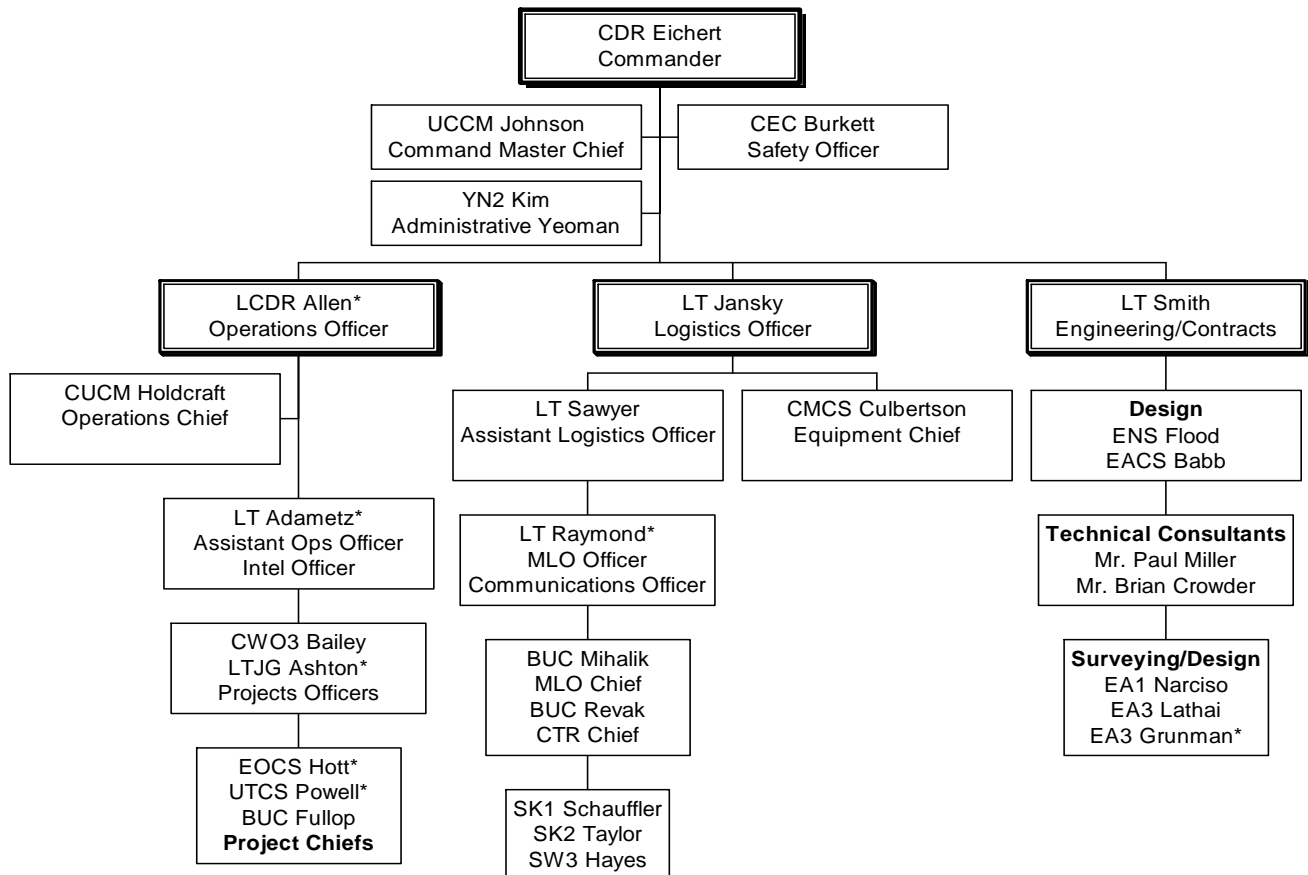 CDR Eichert
Commander
UCCM Johnson
Command Master Chief
CEC Burkett
Safety Officer
YN2 Kim
Administrative Yeoman
LCDR Allen*
Operations Officer
LT Jansky
Logistics Officer
LT Smith
Engineering/Contracts
CUCM Holdcraft
Operations Chief
LT Sawyer
Assistant Logistics Officer
CMCS Culbertson
Equipment Chief
Design
ENS Flood
EACS Babb
LT Adametz*
Assistant Ops Officer
Intel Officer
LT Raymond*
MLO Officer
Communications Officer
Technical Consultants
Mr. Paul Miller
Mr. Brian Crowder
CWO3 Bailey
LTJG Ashton*
Projects Officers
BUC Mihalik
MLO Chief
BUC Revak
CTR Chief
Surveying/Design
EA1 Narciso
EA3 Lathai
EA3 Grunman*
EOCS Hott*
UTCS Powell*
BUC Fullop
Project Chiefs
SK1 Schauffler
SK2 Taylor
SW3 Hayes